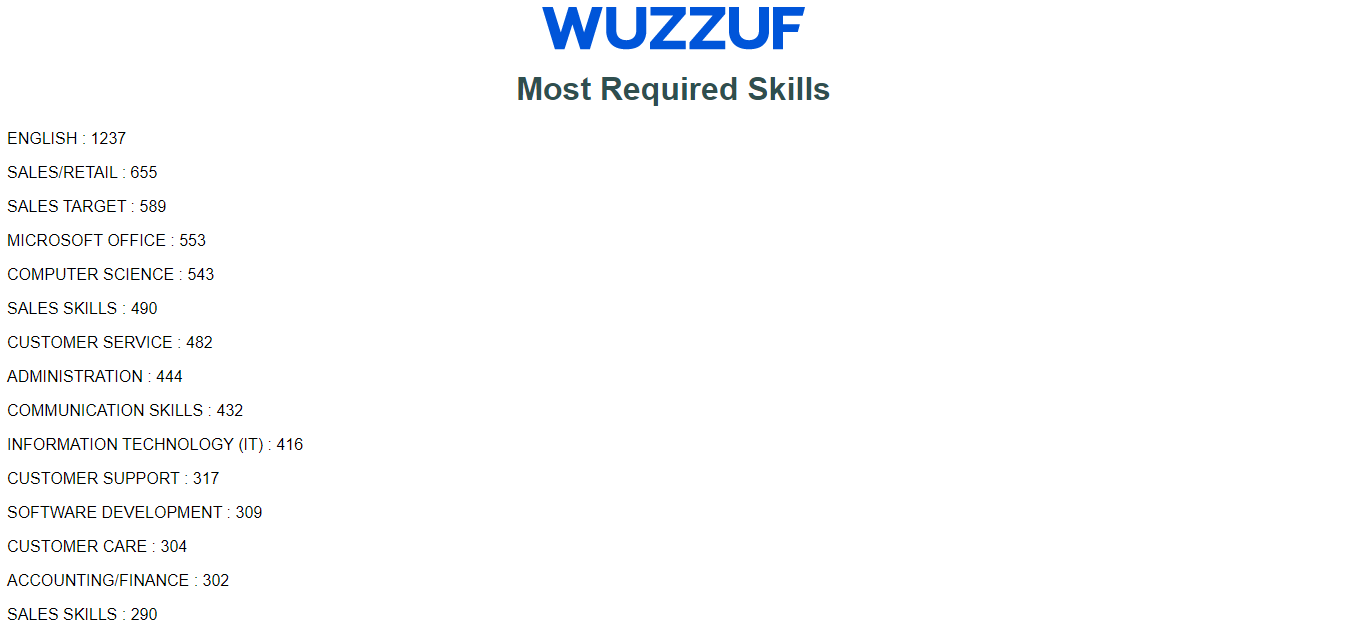 WUZZUF
Most Required Skills
ENGLISH : 1237
SALES/RETAIL : 655
SALES TARGET : 589
MICROSOFT OFFICE : 553
COMPUTER SCIENCE : 543
SALES SKILLS : 490
CUSTOMER SERVICE : 482
ADMINISTRATION : 444
COMMUNICATION SKILLS : 432
INFORMATION TECHNOLOGY (IT) : 416
CUSTOMER SUPPORT : 317
SOFTWARE DEVELOPMENT : 309
CUSTOMER CARE : 304
ACCOUNTING/FINANCE : 302
SALES SKILLS : 290